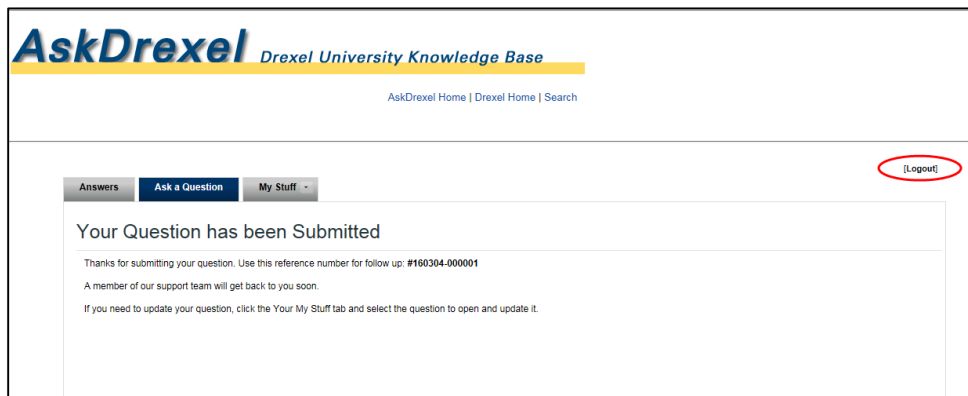 AskDrexel Drexel University Knowledge Base
AskDrexel Home | Drexel Home | Search
[Logout]
Answers Ask a Question My Stuff
Your Question has been Submitted
Thanks for submitting your question. Use this reference number for follow up: #160304-000001
A member of our support team will get back to you soon.
If you need to update your question, click the Your My Stuff tab and select the question to open and update it.